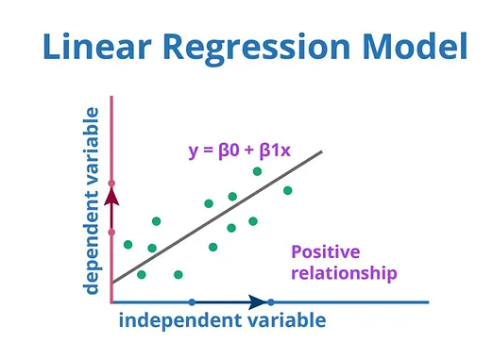 Linear Regression Model
dependent variable
y = β0 + β1x
Positive
relationship
independent variable